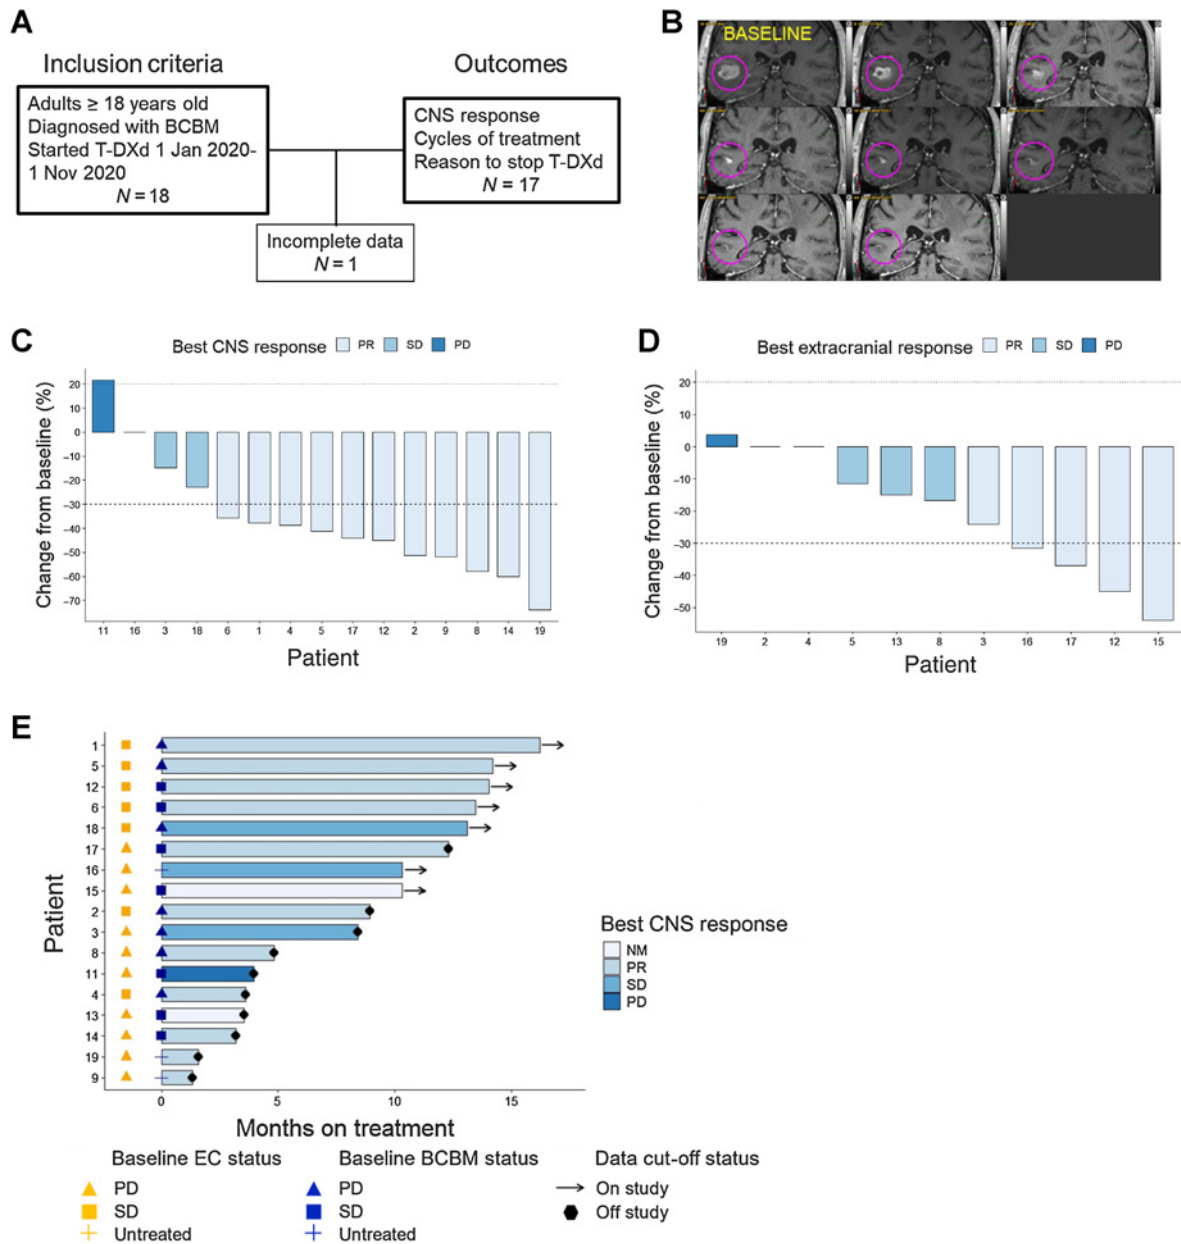 A
Inclusion criteria
Adults ≥ 18 years old
Diagnosed with BCBM
Started T-DXd 1 Jan 2020-
1 Nov 2020
N = 18
Outcomes
CNS response
Cycles of treatment
Reason to stop T-DXd
N = 17
Incomplete data
N = 1
B
BASELINE
C
Best CNS response PR SD PD
Change from baseline (%)
20
10
0
−10
−20
−30
−40
−50
−60
−70
11 16 3 18 6 1 4 5 17 12 2 9 8 14 19
Patient
D
Best extracranial response PR SD PD
Change from baseline (%)
20
10
0
−10
−20
−30
−40
−50
19 2 4 5 13 8 3 16 17 12 15
Patient
E
Patient
1
5
12
6
18
17
16
15
2
3
8
11
4
13
14
19
9
0 5 10 15
Months on treatment
Best CNS response
NM
PR
SD
PD
Baseline EC status
PD
SD
Untreated
Baseline BCBM status
PD
SD
Untreated
Data cut-off status
On study
Off study